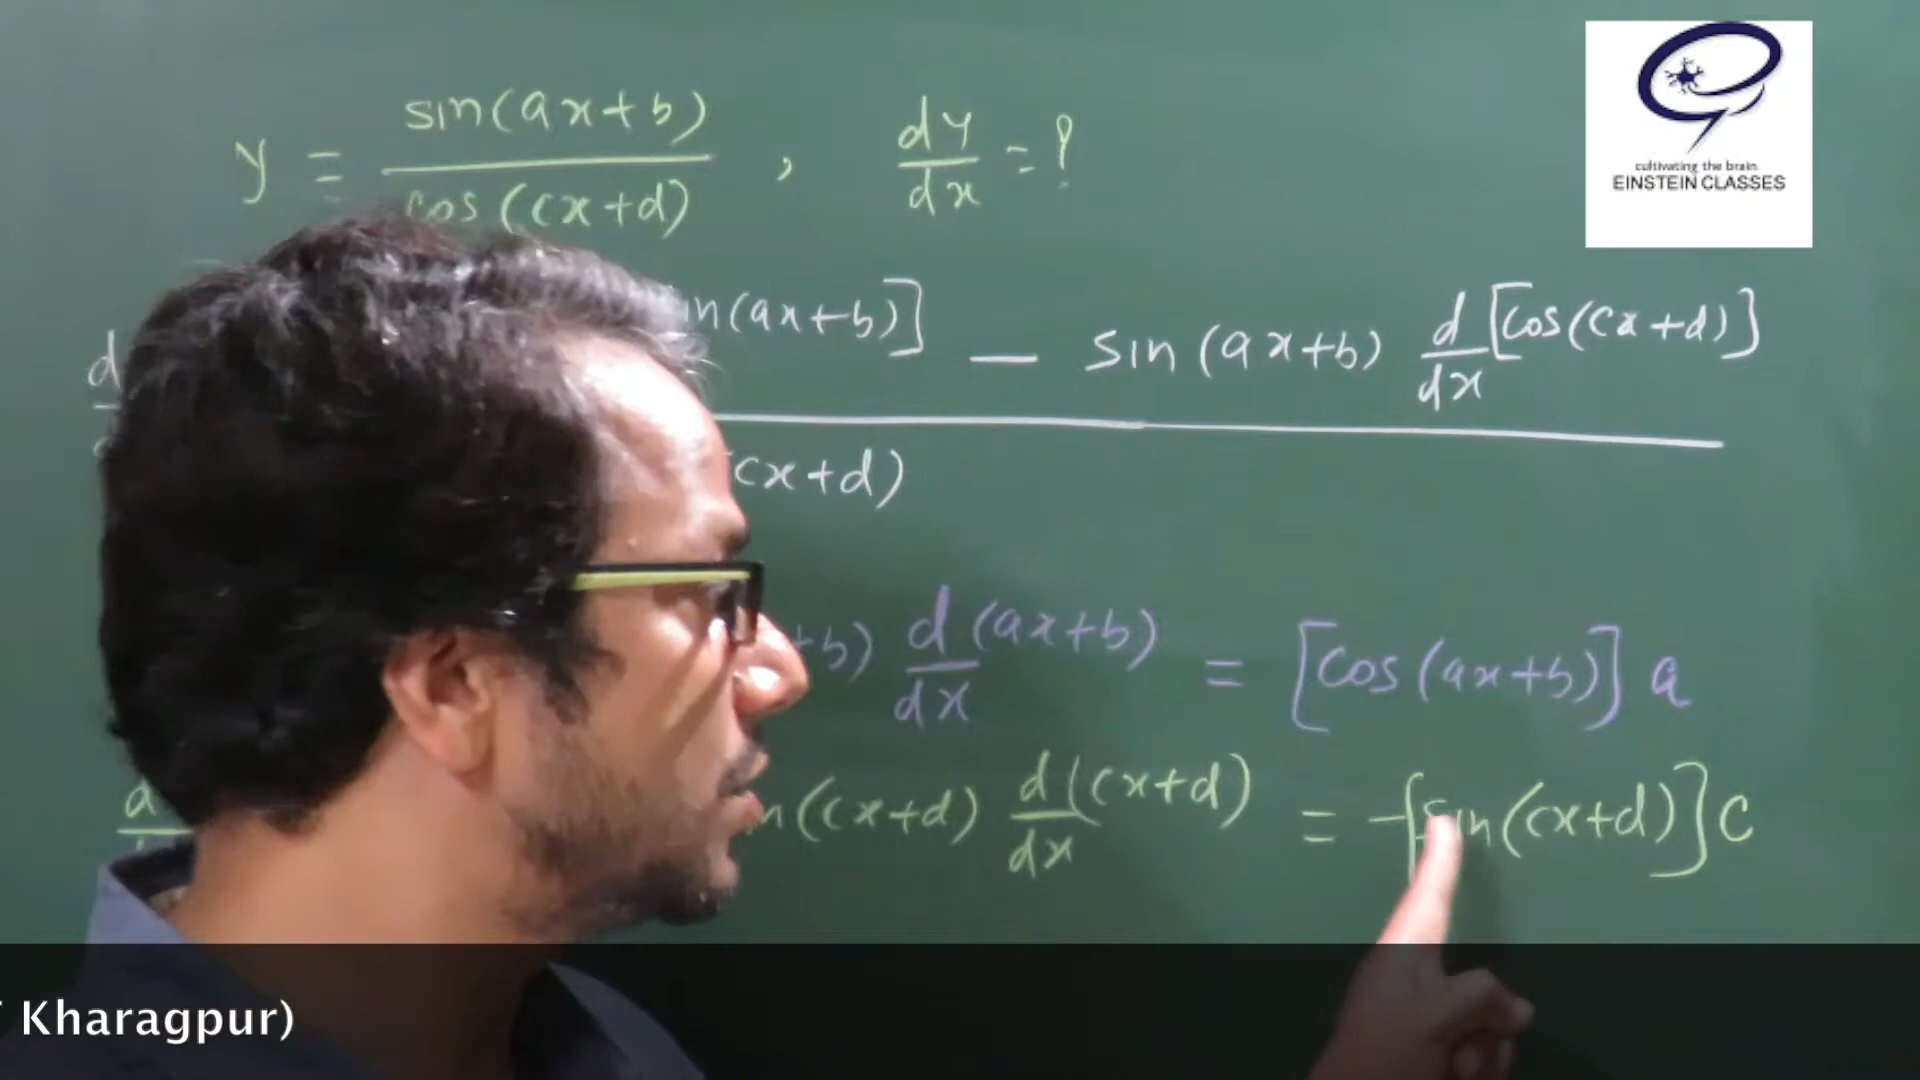 y = sin(ax+b) / cos(cx+d) , dy/dx = ?
n(ax+b)] — sin(ax+b) d/dx [cos(cx+d)]
(cx+d)
+b) d/dx (ax+b) = [cos(ax+b)] a
n(cx+d) d/dx (cx+d) = -[sin(cx+d)] c
cultivating the brain
EINSTEIN CLASSES
Kharagpur)